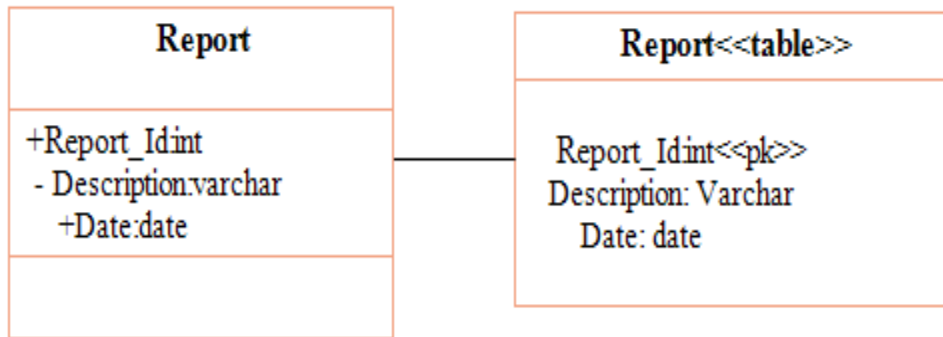 Report
+Report_Id:int
- Description:varchar
+Date:date
Report<<table>>
Report_Id:int<<pk>>
Description: Varchar
Date: date